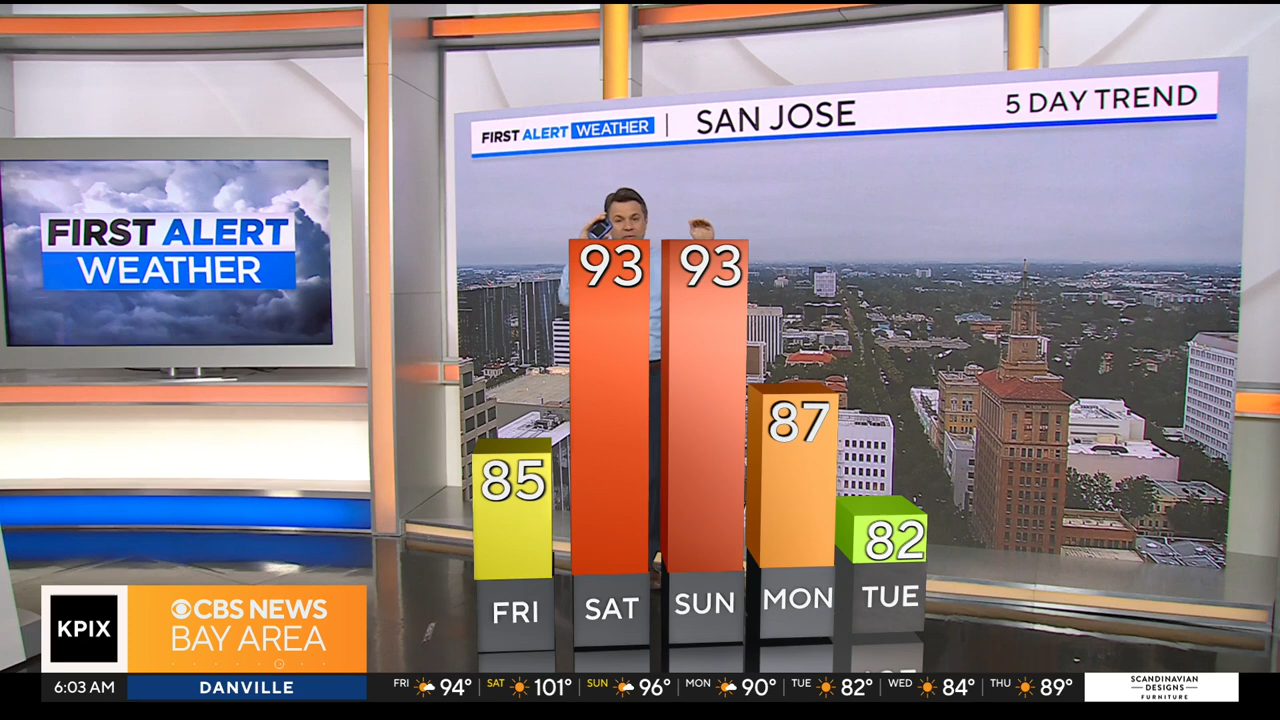 FIRST ALERT WEATHER | SAN JOSE
5 DAY TREND
FIRST ALERT
WEATHER
93
93
87
85
82
FRI
SAT
SUN
MON
TUE
KPIX
CBS NEWS
BAY AREA
6:03 AM
DANVILLE
FRI 94° | SAT 101° | SUN 96° | MON 90° | TUE 82° | WED 84° | THU 89°
SCANDINAVIAN
DESIGNS
FURNITURE